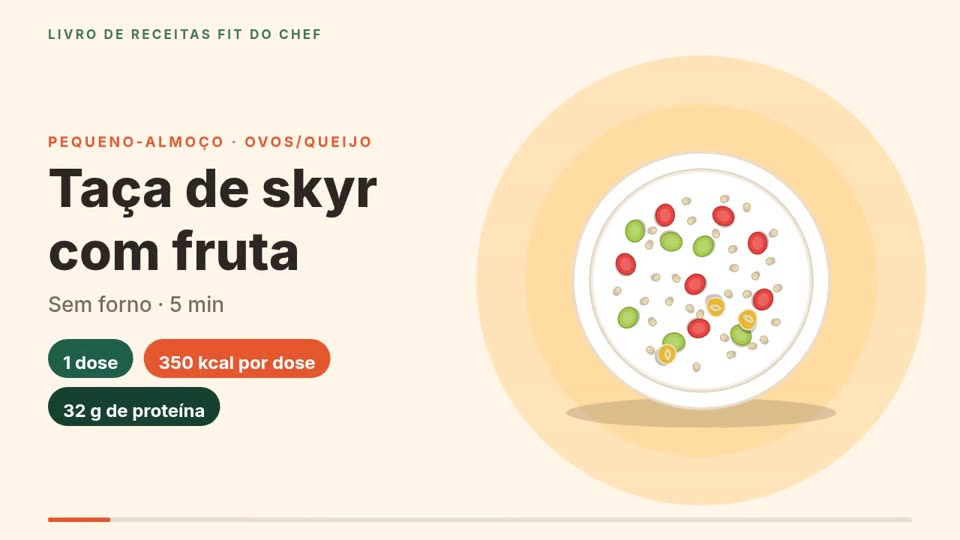 LIVRO DE RECEITAS FIT DO CHEF
PEQUENO-ALMOÇO · OVOS/QUEIJO
Taça de skyr
com fruta
Sem forno · 5 min
1 dose
350 kcal por dose
32 g de proteína